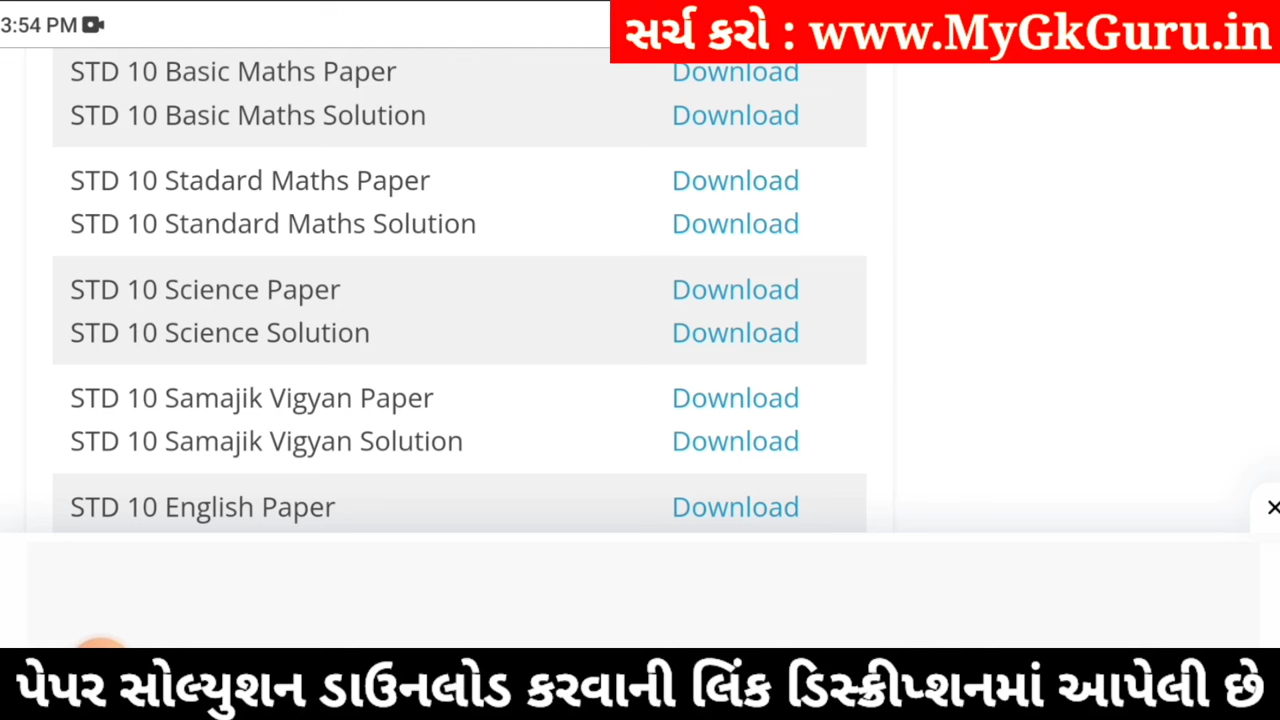 3:54 PM
સર્ચ કરો : www.MyGkGuru.in
STD 10 Basic Maths Paper Download
STD 10 Basic Maths Solution Download
STD 10 Stadard Maths Paper Download
STD 10 Standard Maths Solution Download
STD 10 Science Paper Download
STD 10 Science Solution Download
STD 10 Samajik Vigyan Paper Download
STD 10 Samajik Vigyan Solution Download
STD 10 English Paper Download
પેપર સોલ્યુશન ડાઉનલોડ કરવાની લિંક ડિસ્ક્રીપ્શનમાં આપેલી છે